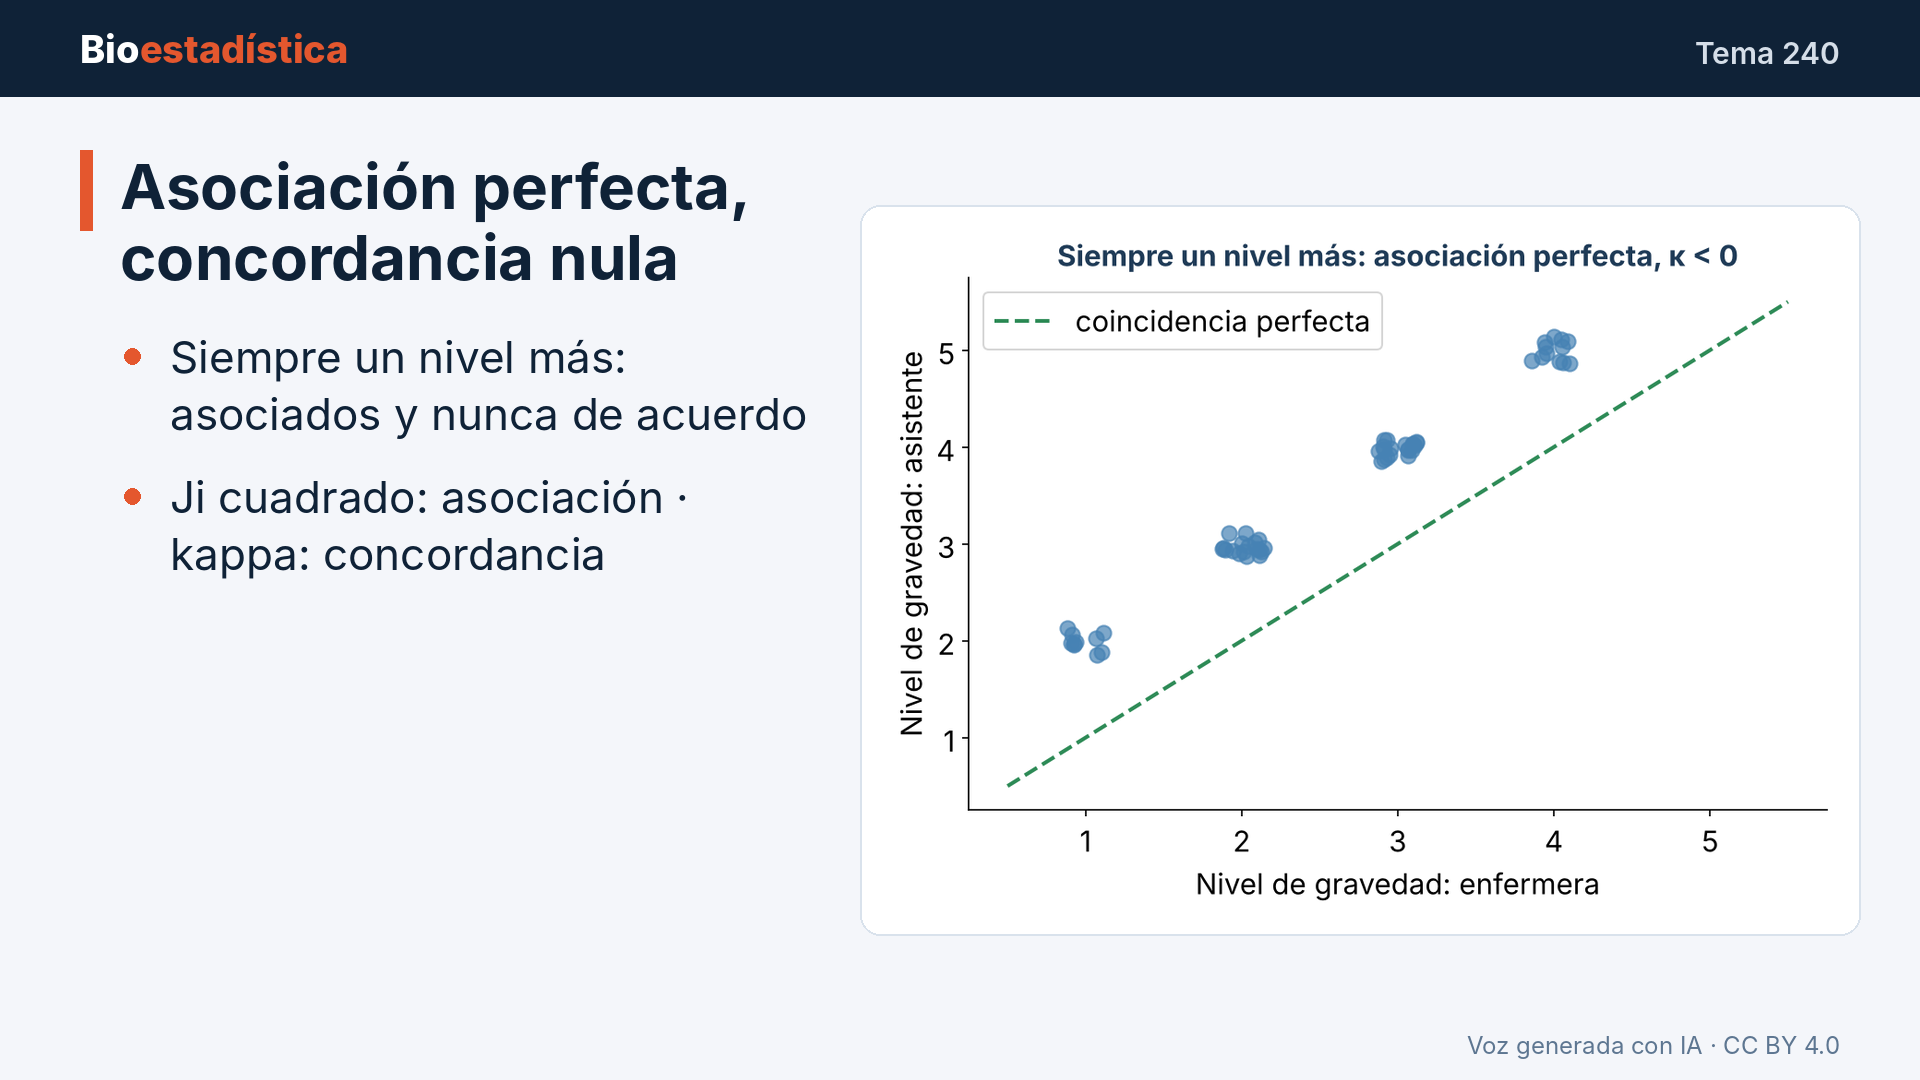 Bioestadística
Tema 240
Asociación perfecta,
concordancia nula
Siempre un nivel más:
asociados y nunca de acuerdo
Ji cuadrado: asociación ·
kappa: concordancia
Siempre un nivel más: asociación perfecta, κ < 0
coincidencia perfecta
Nivel de gravedad: asistente
5
4
3
2
1
1 2 3 4 5
Nivel de gravedad: enfermera
Voz generada con IA · CC BY 4.0